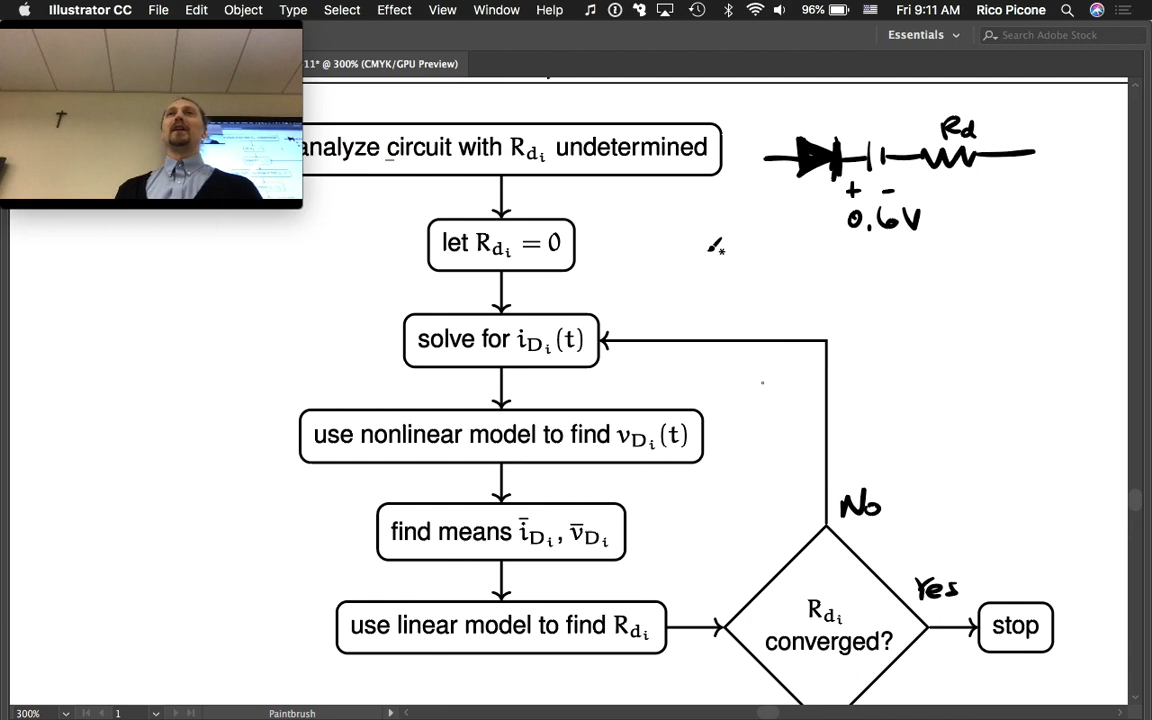 Illustrator CC File Edit Object Type Select Effect View Window Help 96% Fri 9:11 AM Rico Picone
Essentials Search Adobe Stock
11* @ 300% (CMYK/GPU Preview)
analyze circuit with R_{d_i} undetermined
Rd
+ -
0.6V
let R_{d_i} = 0
solve for i_{D_i}(t)
use nonlinear model to find v_{D_i}(t)
No
find means ī_{D_i}, v̄_{D_i}
Yes
use linear model to find R_{d_i}
R_{d_i}
converged?
stop
300% 1 Paintbrush